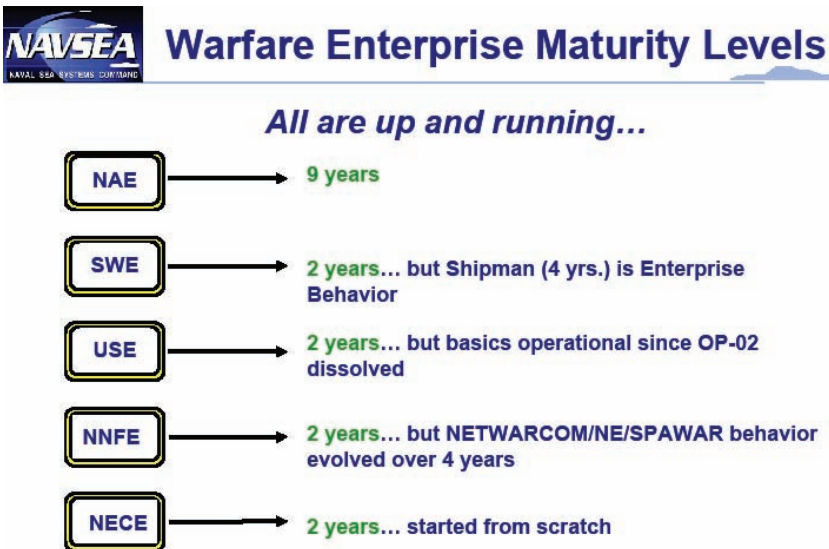 NAVSEA
NAVAL SEA SYSTEMS COMMAND
Warfare Enterprise Maturity Levels
All are up and running…
NAE
9 years
SWE
2 years… but Shipman (4 yrs.) is Enterprise
Behavior
USE
2 years… but basics operational since OP-02
dissolved
NNFE
2 years… but NETWARCOM/NE/SPAWAR behavior
evolved over 4 years
NECE
2 years… started from scratch